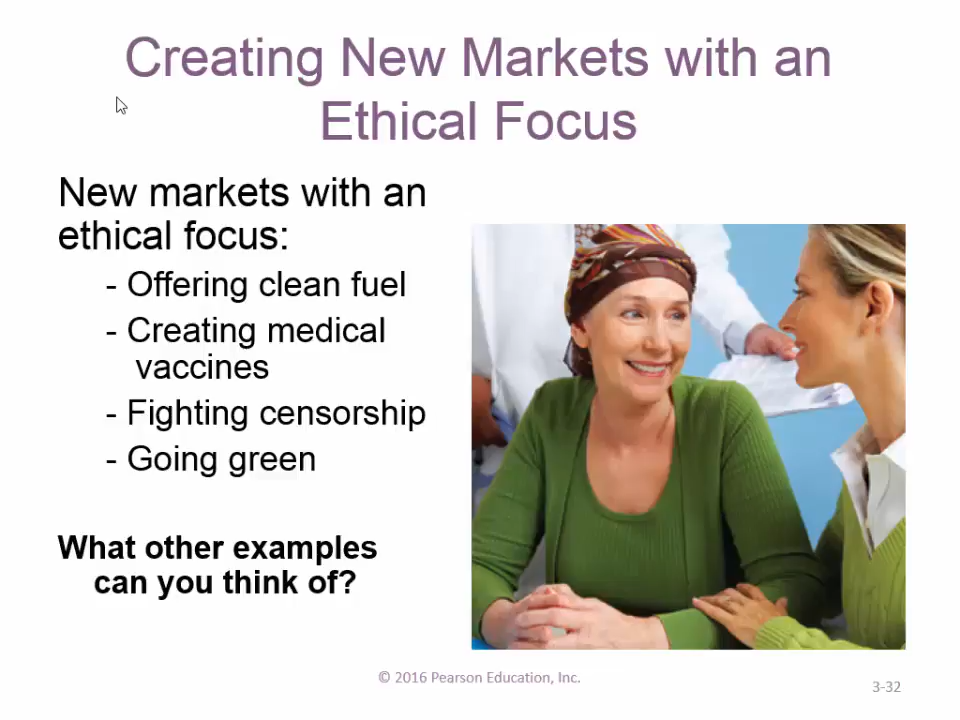 Creating New Markets with an
Ethical Focus
New markets with an
ethical focus:
- Offering clean fuel
- Creating medical
vaccines
- Fighting censorship
- Going green
What other examples
can you think of?
© 2016 Pearson Education, Inc.
3-32